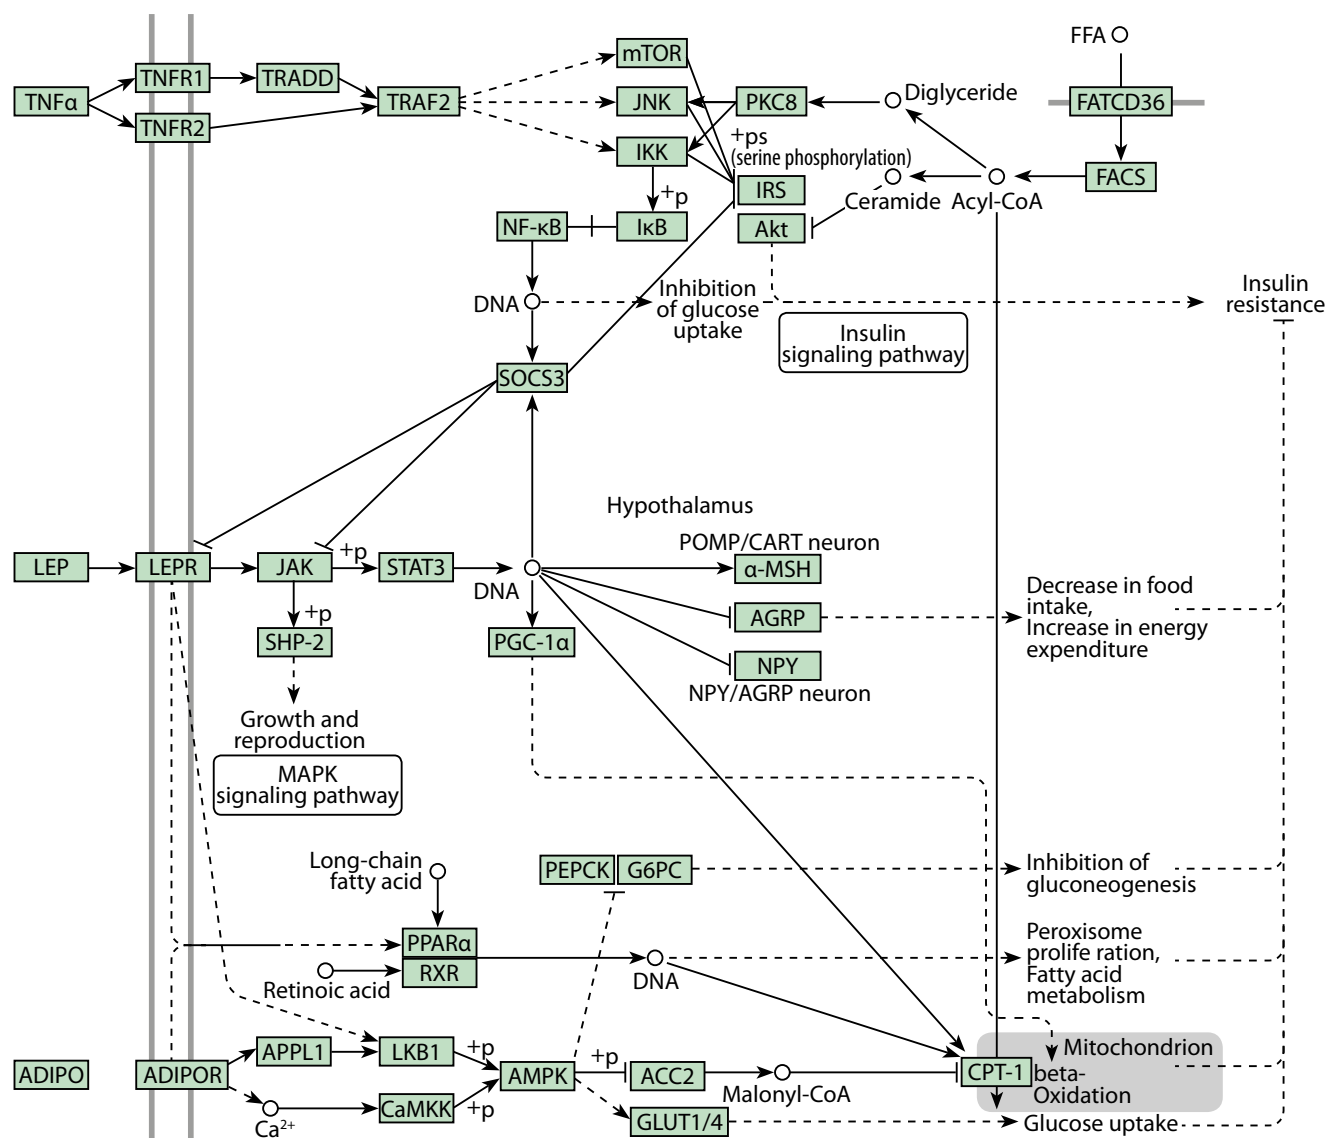 FFA
mTOR
TNFR1
TRADD
TNFα
TRAF2
JNK
PKC8
Diglyceride
FATCD36
TNFR2
+ps
(serine phosphorylation)
IKK
IRS
FACS
+p
Ceramide
Acyl-CoA
NF-κB
IκB
Akt
DNA
Inhibition
of glucose
uptake
Insulin
resistance
Insulin
signaling pathway
SOCS3
Hypothalamus
POMP/CART neuron
LEP
LEPR
JAK
+p
STAT3
DNA
α-MSH
+p
AGRP
Decrease in food
intake,
Increase in energy
expenditure
SHP-2
PGC-1α
NPY
NPY/AGRP neuron
Growth and
reproduction
MAPK
signaling pathway
Long-chain
fatty acid
PEPCK
G6PC
Inhibition of
gluconeogenesis
PPARα
RXR
Retinoic acid
DNA
Peroxisome
prolife ration,
Fatty acid
metabolism
ADIPO
ADIPOR
APPL1
LKB1
+p
AMPK
+p
ACC2
Malonyl-CoA
CPT-1
Mitochondrion
beta-
Oxidation
Ca2+
CaMKK
+p
GLUT1/4
Glucose uptake